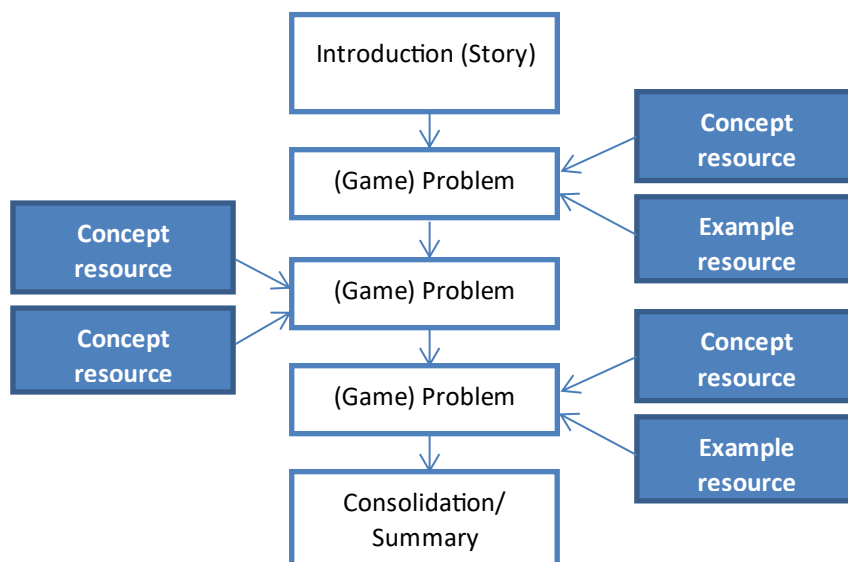 Introduction (Story)
Concept
resource
(Game) Problem
Example
resource
Concept
resource
(Game) Problem
Concept
resource
Concept
resource
(Game) Problem
Example
resource
Consolidation/
Summary